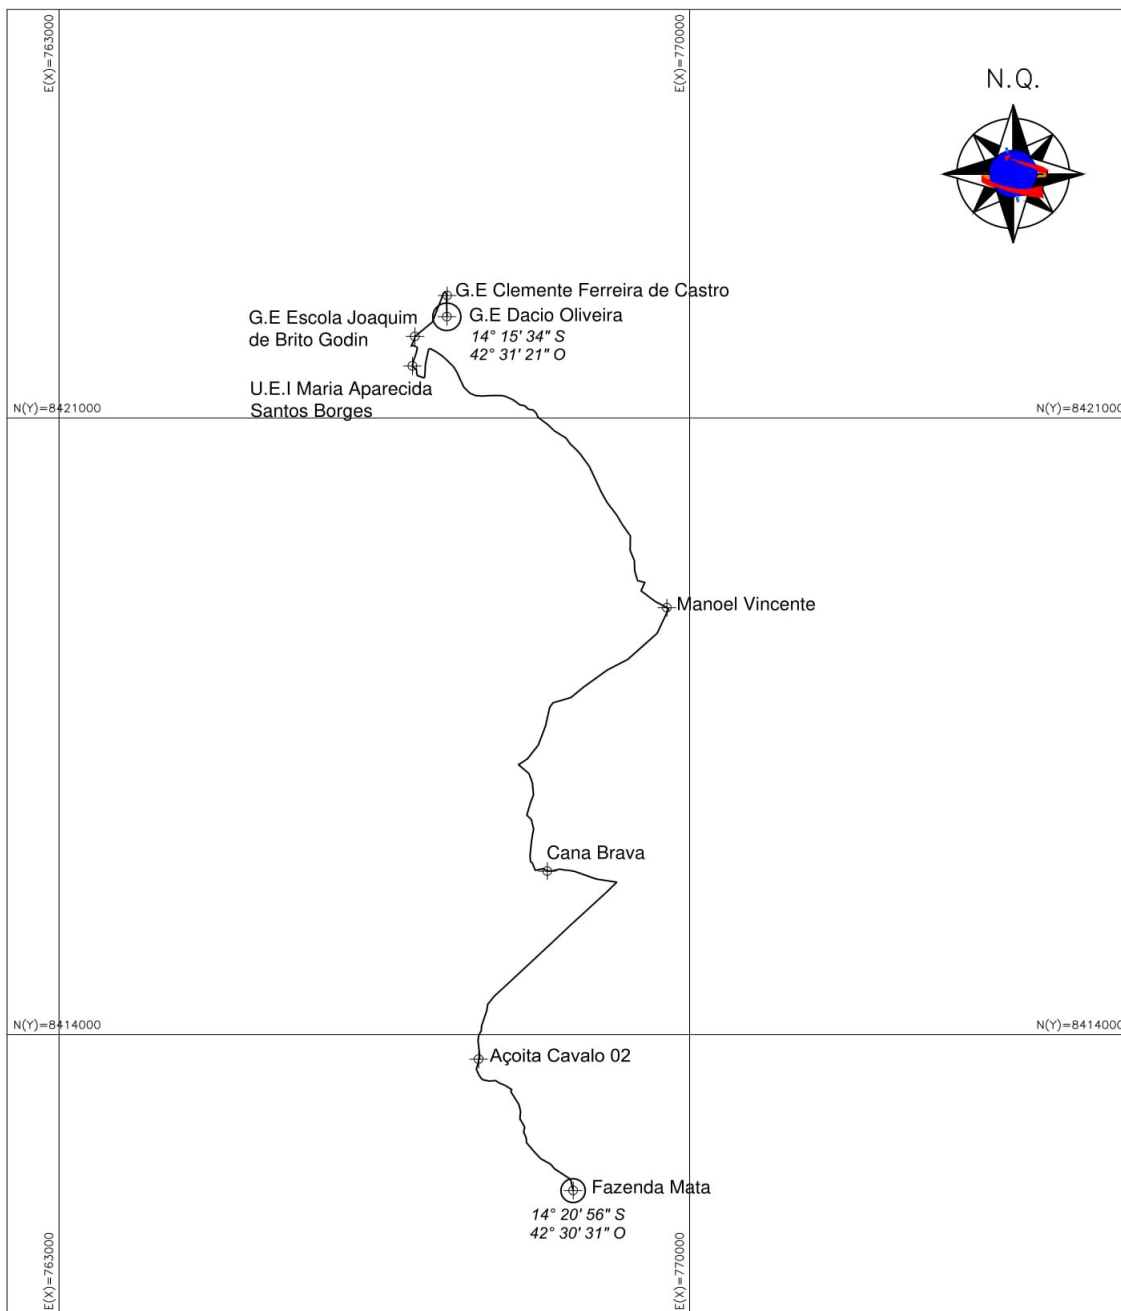 E(X)=763000
E(X)=770000
N.Q.
G.E Clemente Ferreira de Castro
G.E Escola Joaquim
de Brito Godin
G.E Dacio Oliveira
14° 15' 34" S
42° 31' 21" O
U.E.I Maria Aparecida
Santos Borges
N(Y)=8421000
N(Y)=8421000
Manoel Vincente
Cana Brava
N(Y)=8414000
N(Y)=8414000
Açoita Cavalo 02
Fazenda Mata
14° 20' 56" S
42° 30' 31" O
E(X)=763000
E(X)=770000